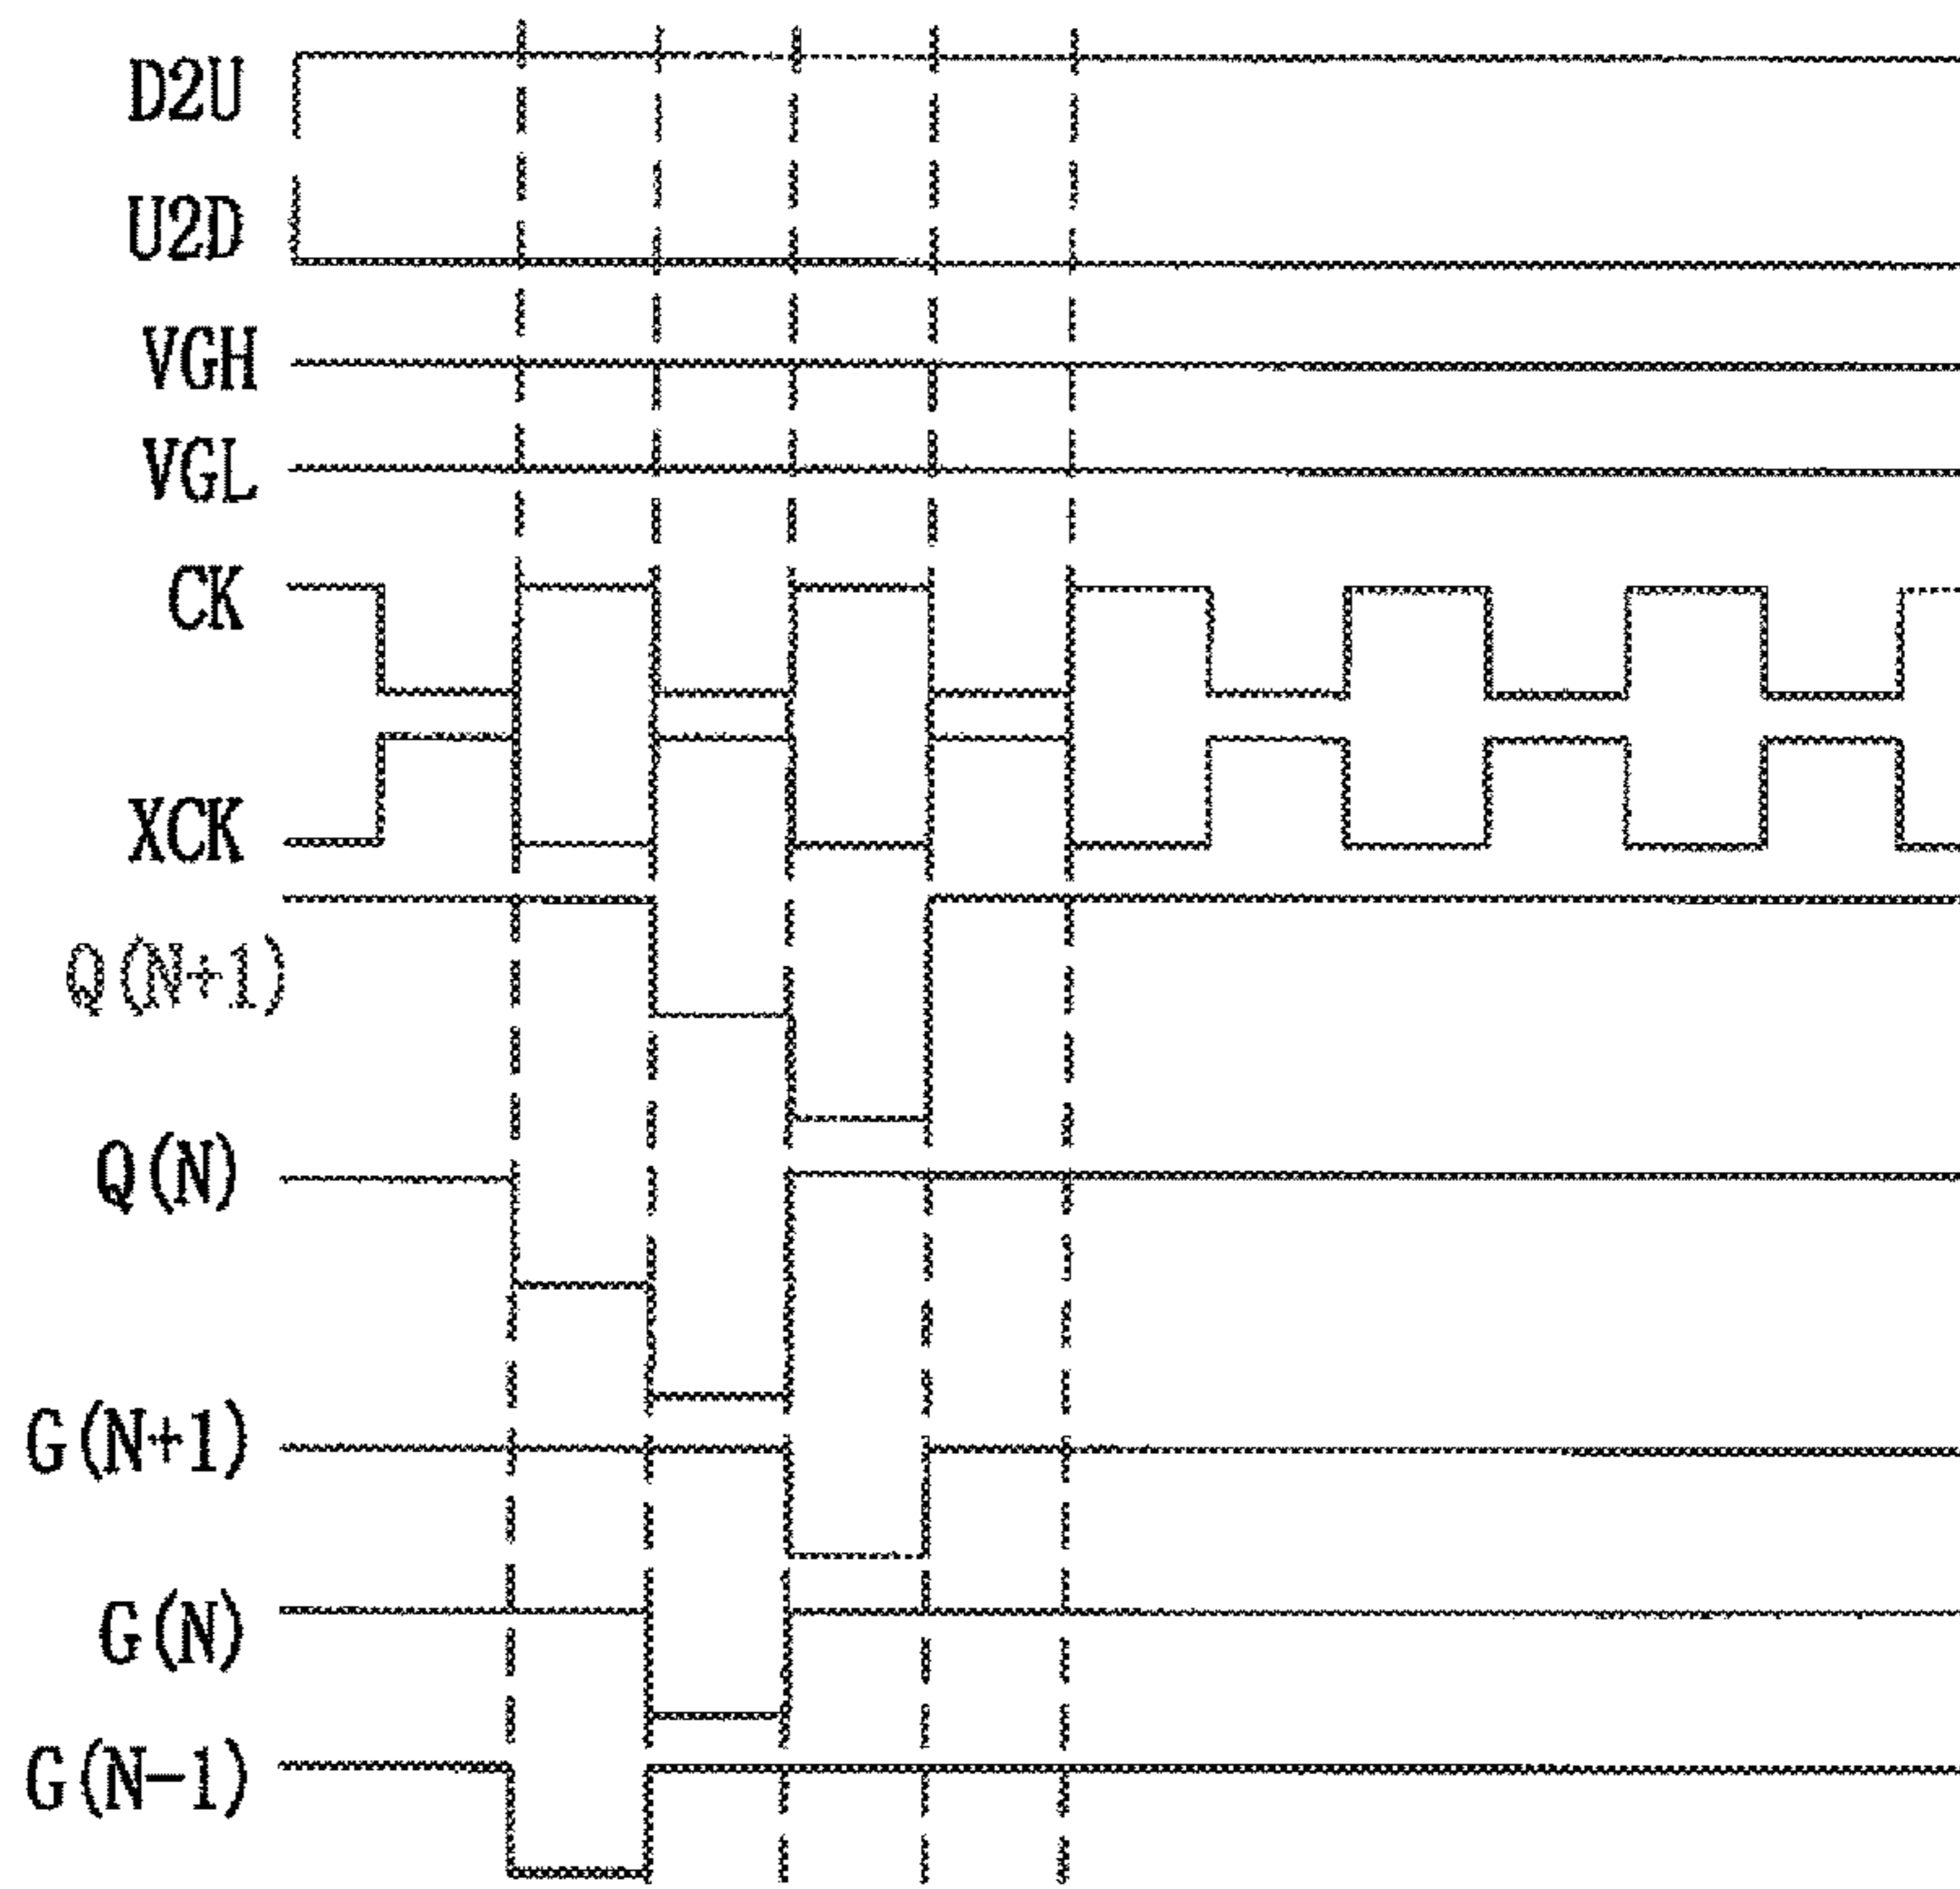 D2U
U2D
VGH
VGL
CK
XCK
Q(N+1)
Q(N)
G(N+1)
G(N)
G(N-1)